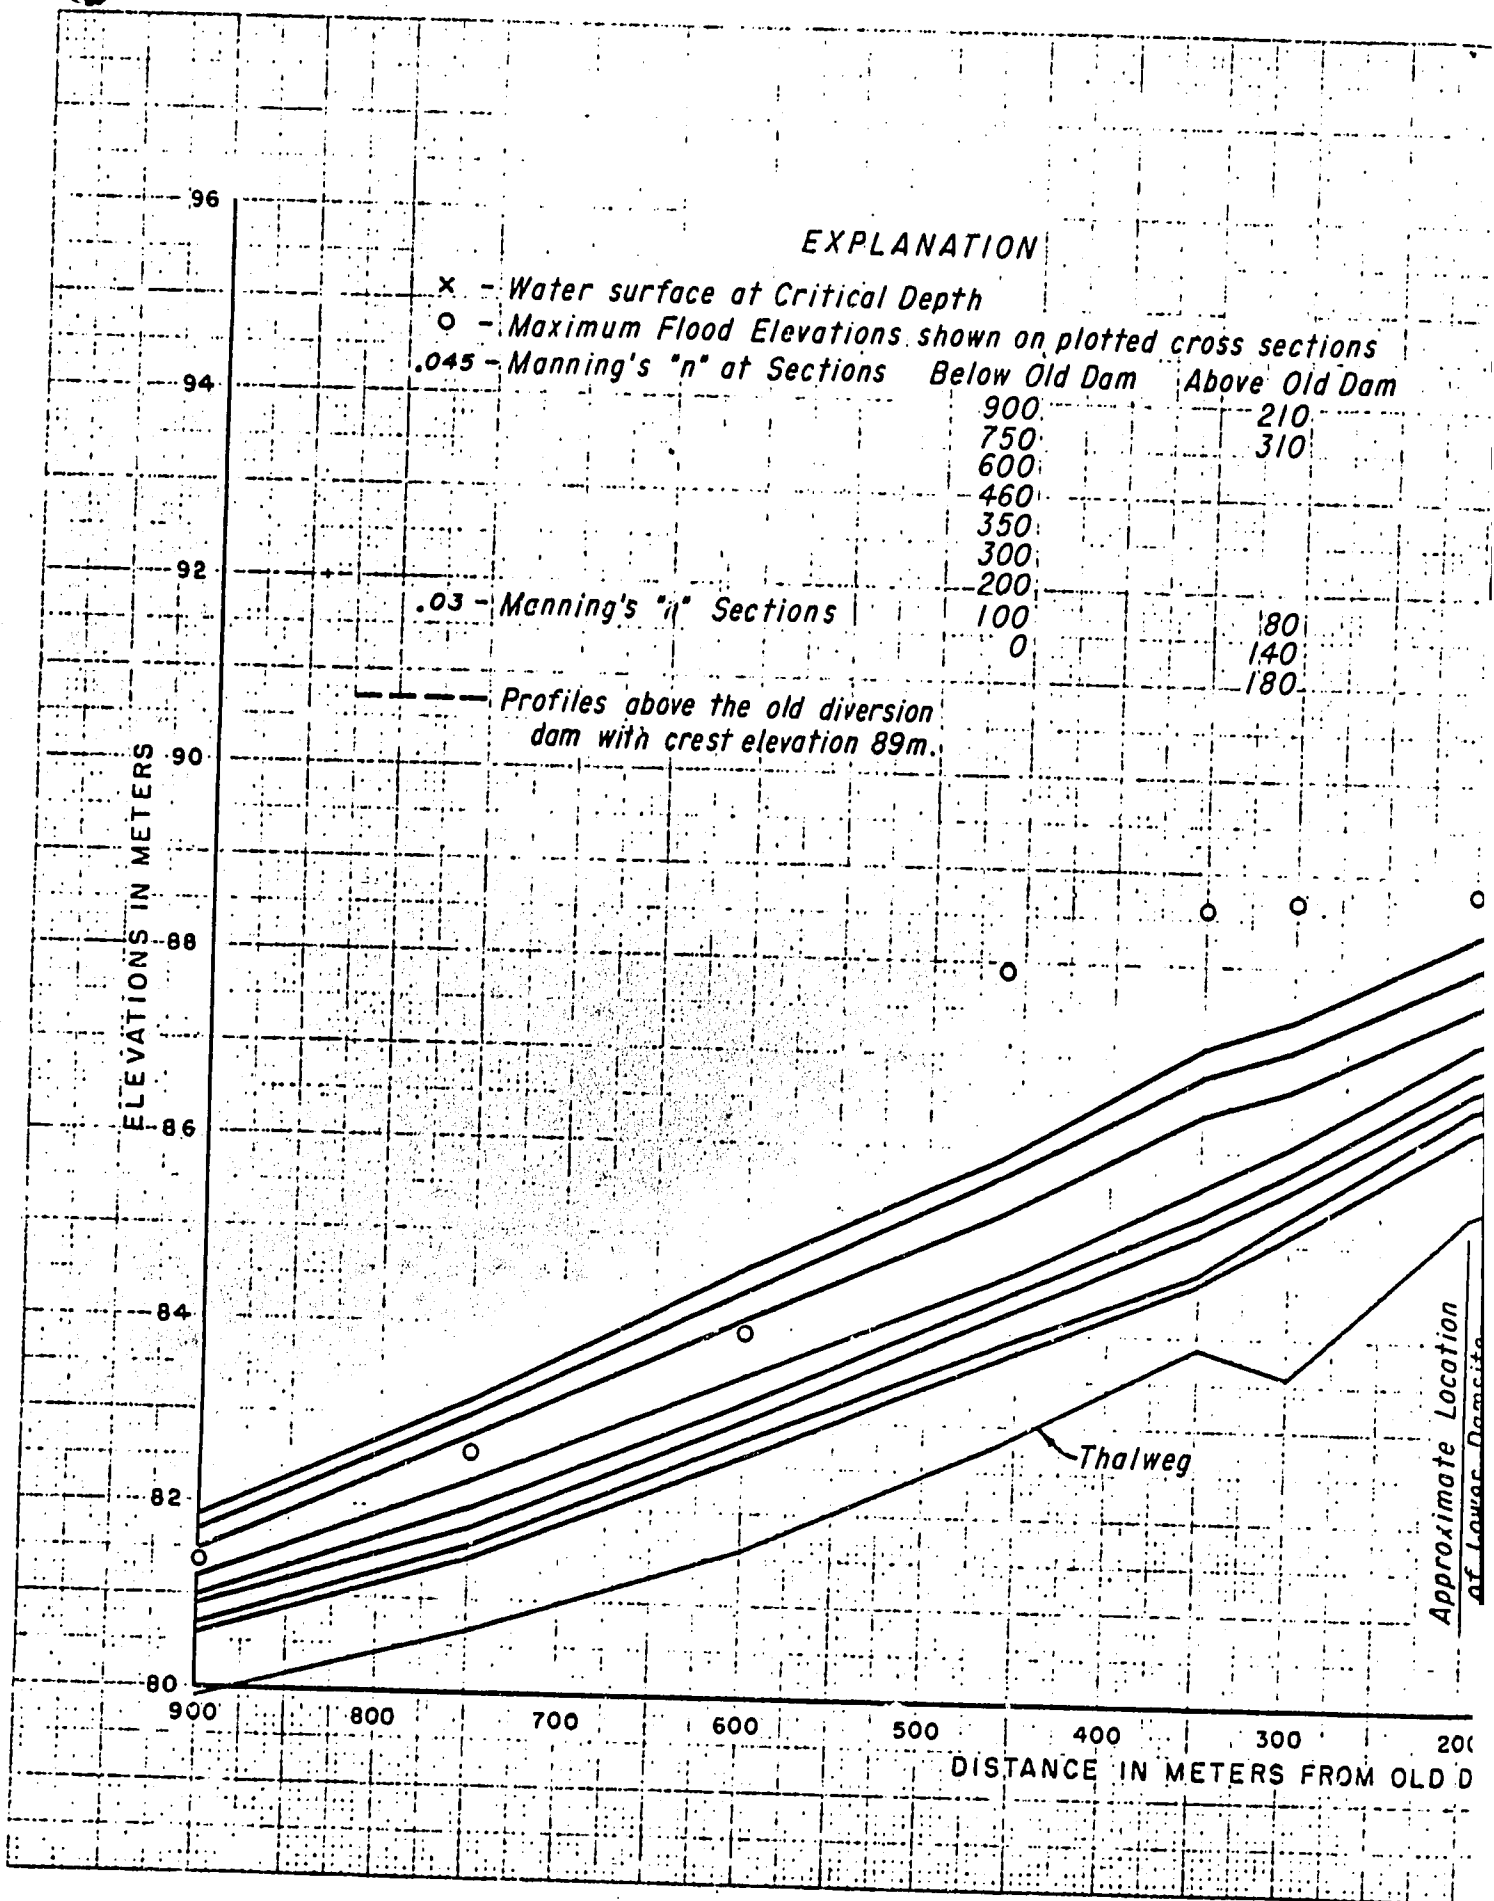 96
EXPLANATION
x - Water surface at Critical Depth
O - Maximum Flood Elevations shown on plotted cross sections
.045 - Manning's "n" at Sections Below Old Dam Above Old Dam
94
900 210
750 310
600
460
350
300
92
200
.03 - Manning's "n" Sections 100 80
0 140
180
Profiles above the old diversion
dam with crest elevation 89m.
90
ELEVATIONS IN METERS
88
86
84
Thalweg
82
Approximate Location
of Lower Damsite
80
900 800 700 600 500 400 300 200
DISTANCE IN METERS FROM OLD D